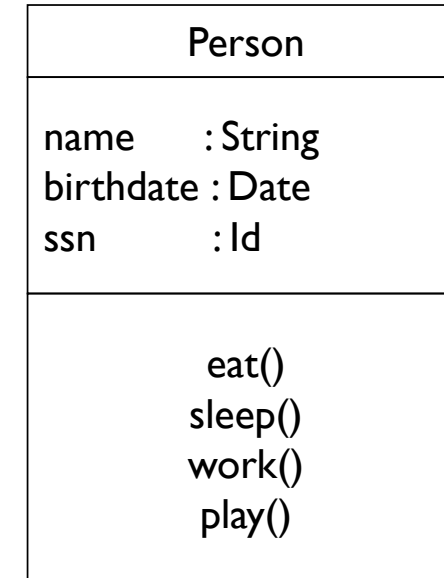 Person
name : String
birthdate : Date
ssn : Id
eat()
sleep()
work()
play()